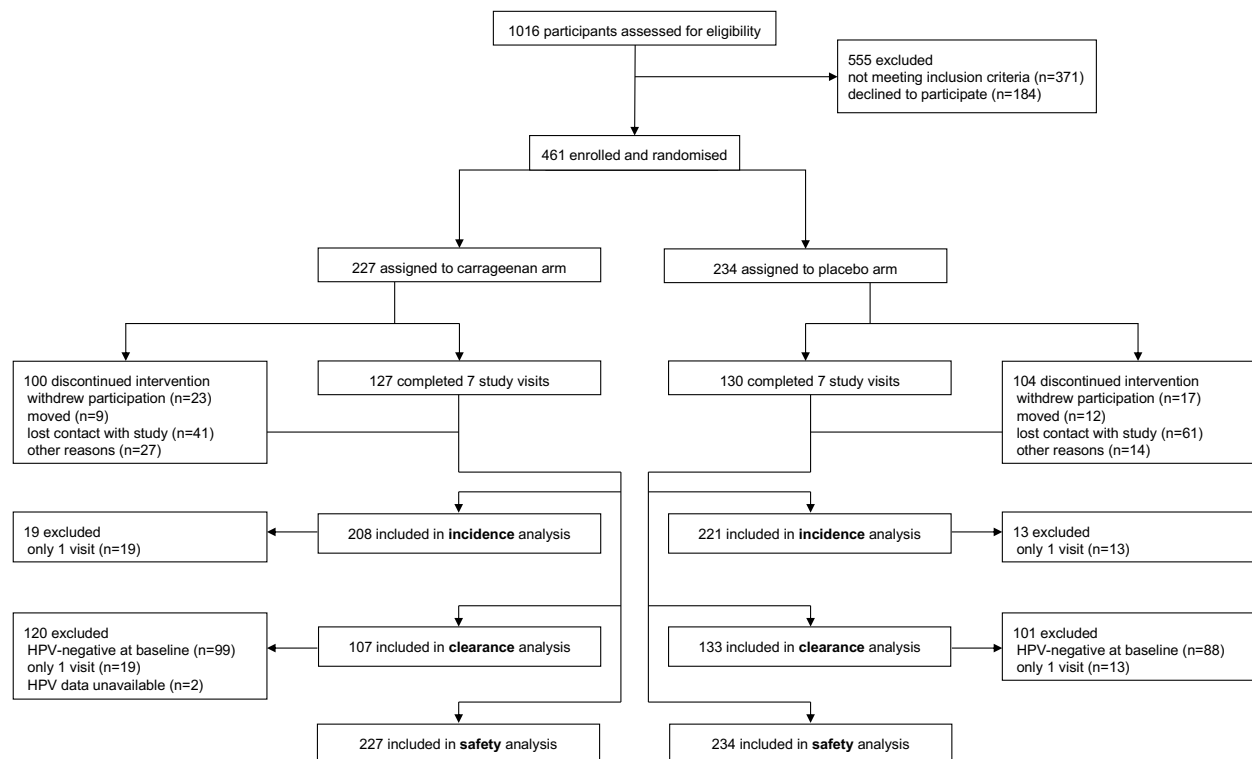 1016 participants assessed for eligibility
555 excluded
not meeting inclusion criteria (n=371)
declined to participate (n=184)
461 enrolled and randomised
227 assigned to carrageenan arm
234 assigned to placebo arm
100 discontinued intervention
withdrew participation (n=23)
moved (n=9)
lost contact with study (n=41)
other reasons (n=27)
127 completed 7 study visits
130 completed 7 study visits
104 discontinued intervention
withdrew participation (n=17)
moved (n=12)
lost contact with study (n=61)
other reasons (n=14)
19 excluded
only 1 visit (n=19)
208 included in incidence analysis
221 included in incidence analysis
13 excluded
only 1 visit (n=13)
120 excluded
HPV-negative at baseline (n=99)
only 1 visit (n=19)
HPV data unavailable (n=2)
107 included in clearance analysis
133 included in clearance analysis
101 excluded
HPV-negative at baseline (n=88)
only 1 visit (n=13)
227 included in safety analysis
234 included in safety analysis